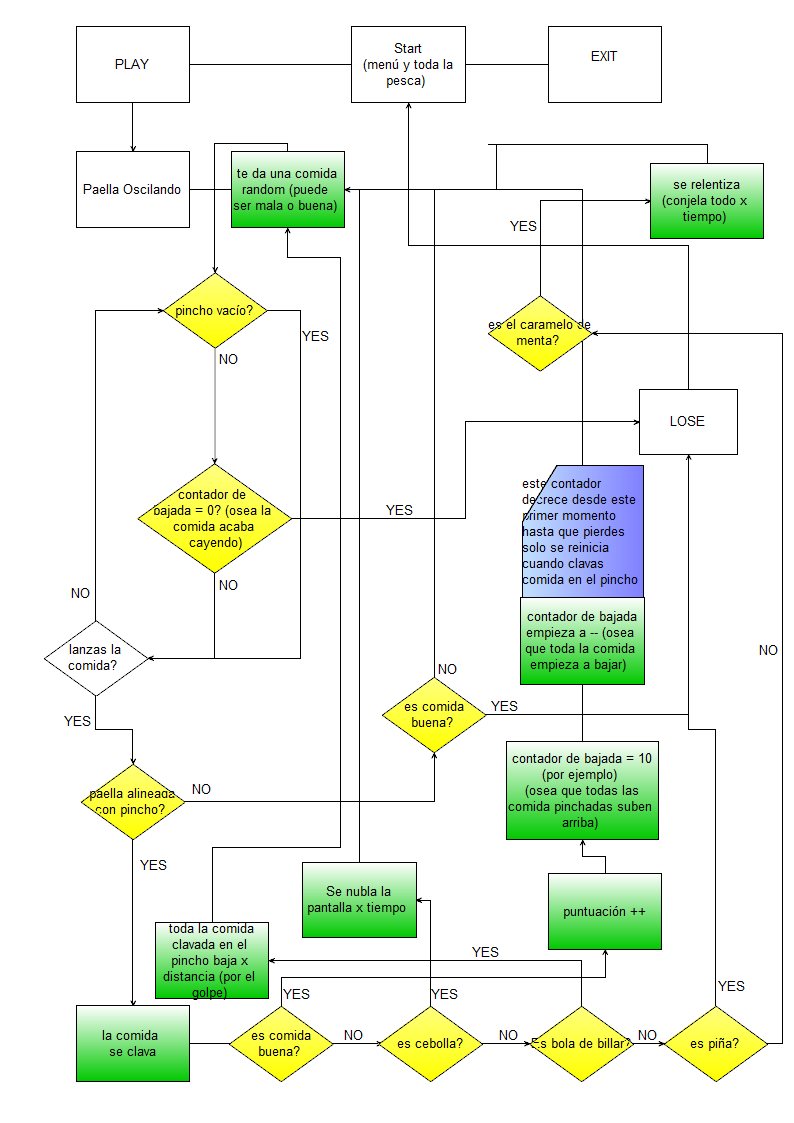 PLAY
Start
(menú y toda la
pesca)
EXIT
Paella Oscilando
te da una comida
random (puede
ser mala o buena)
se relentiza
(conjela todo x
tiempo)
YES
pincho vacío?
YES
NO
es el caramelo de
menta?
LOSE
contador de
bajada = 0? (osea la
comida acaba
cayendo)
YES
NO
este contador
decrece desde este
primer momento
hasta que pierdes
solo se reinicia
cuando clavas
comida en el pincho
NO
lanzas la
comida?
contador de bajada
empieza a -- (osea
que toda la comida
empieza a bajar)
NO
NO
es comida
buena?
YES
YES
contador de bajada = 10
(por ejemplo)
(osea que todas las
comida pinchadas suben
arriba)
paella alineada
con pincho?
NO
YES
Se nubla la
pantalla x tiempo
puntuación ++
toda la comida
clavada en el
pincho baja x
distancia (por el
golpe)
YES
YES
YES
YES
la comida
se clava
es comida
buena?
NO
es cebolla?
NO
Es bola de billar?
NO
es piña?